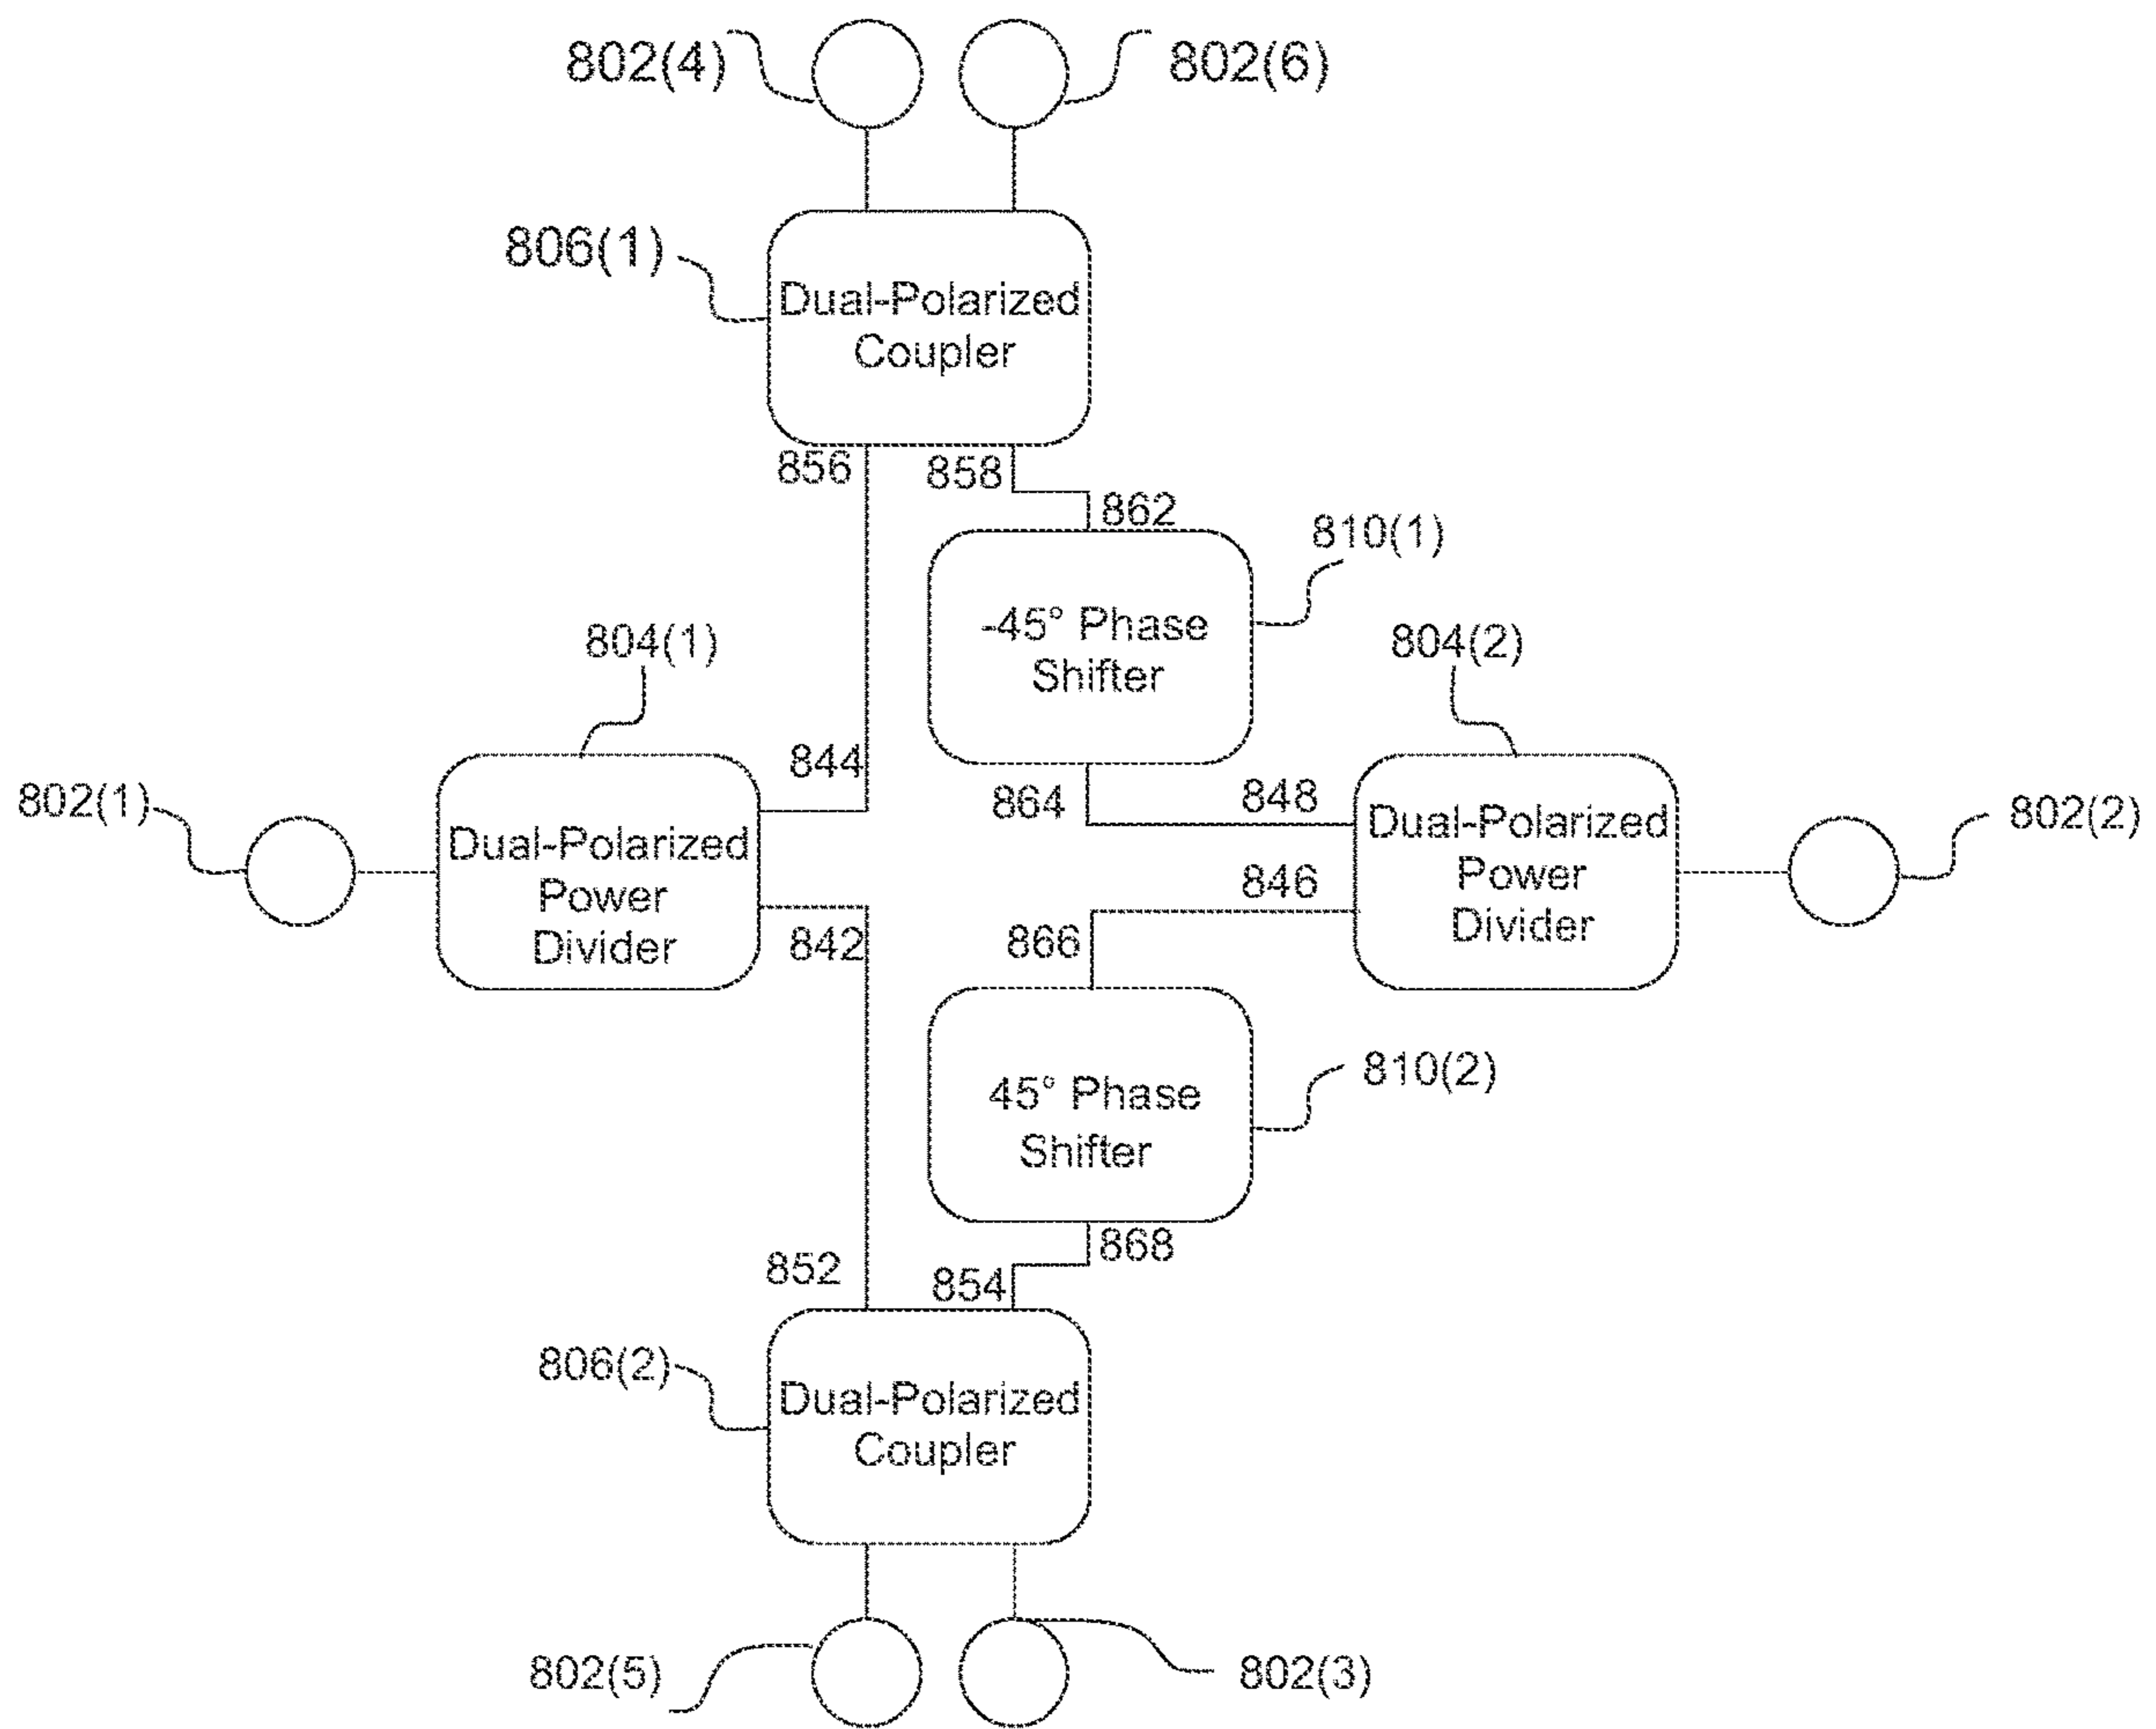 802(4)
802(6)
806(1)
Dual-Polarized
Coupler
856
858
862
810(1)
-45° Phase
Shifter
804(1)
804(2)
844
864
848
802(1)
802(2)
Dual-Polarized
Power
Divider
Dual-Polarized
Power
Divider
842
866
846
810(2)
45° Phase
Shifter
868
852
854
806(2)
Dual-Polarized
Coupler
802(5)
802(3)